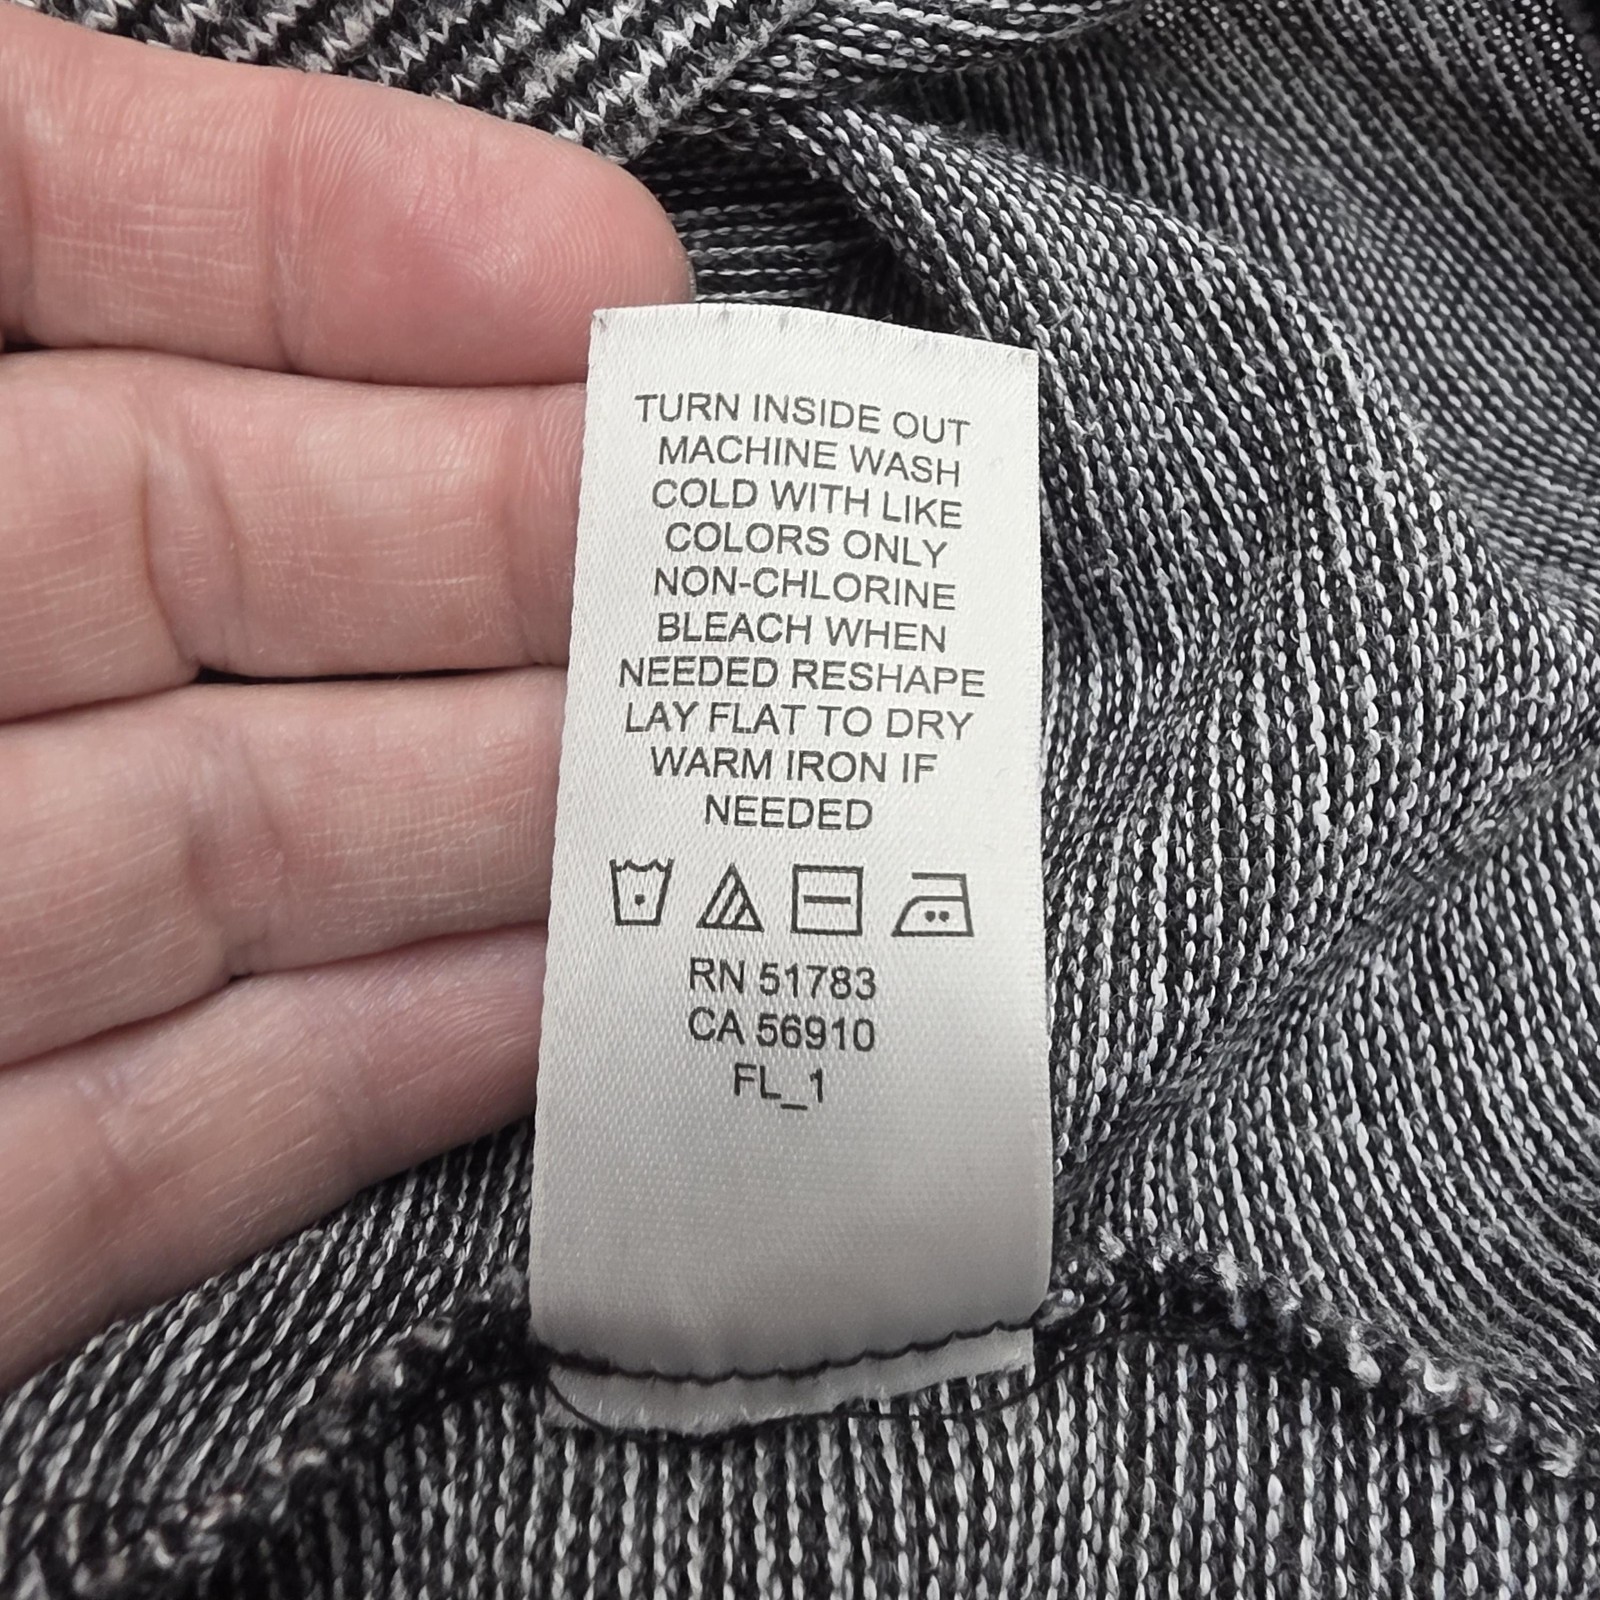 TURN INSIDE OUT
MACHINE WASH
COLD WITH LIKE
COLORS ONLY
NON-CHLORINE
BLEACH WHEN
NEEDED RESHAPE
LAY FLAT TO DRY
WARM IRON IF
NEEDED
RN 51783
CA 56910
FL_1